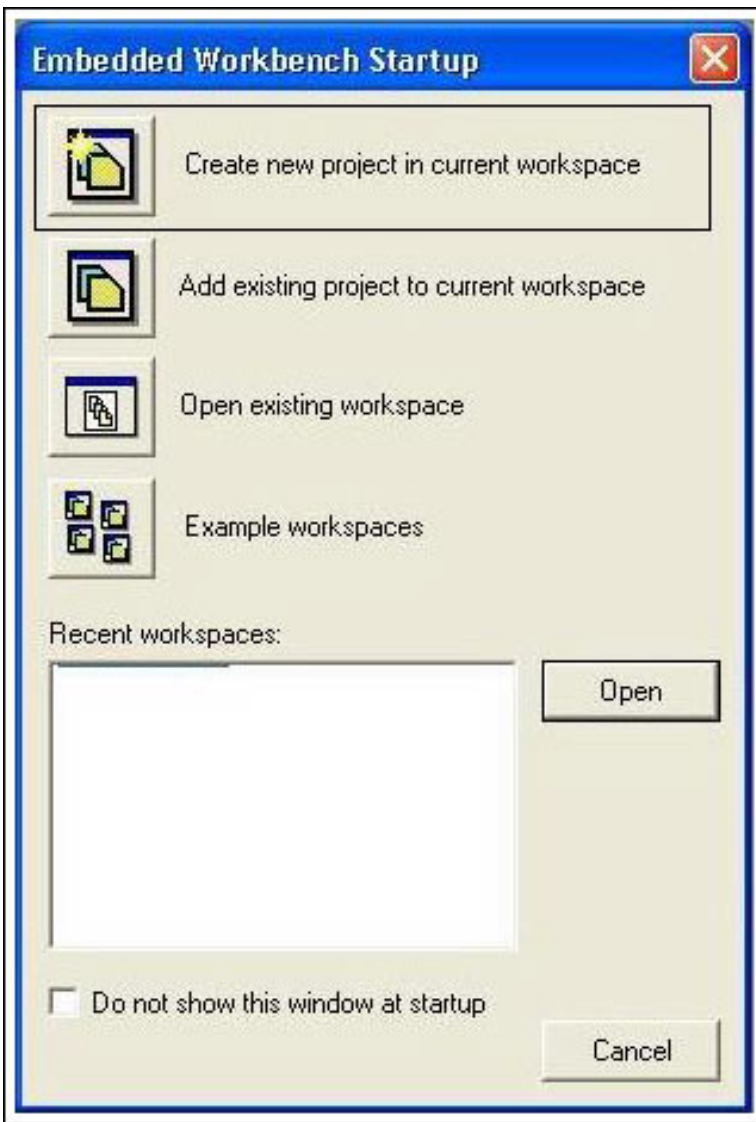 Embedded Workbench Startup
Create new project in current workspace
Add existing project to current workspace
Open existing workspace
Example workspaces
Recent workspaces:
Open
Do not show this window at startup
Cancel